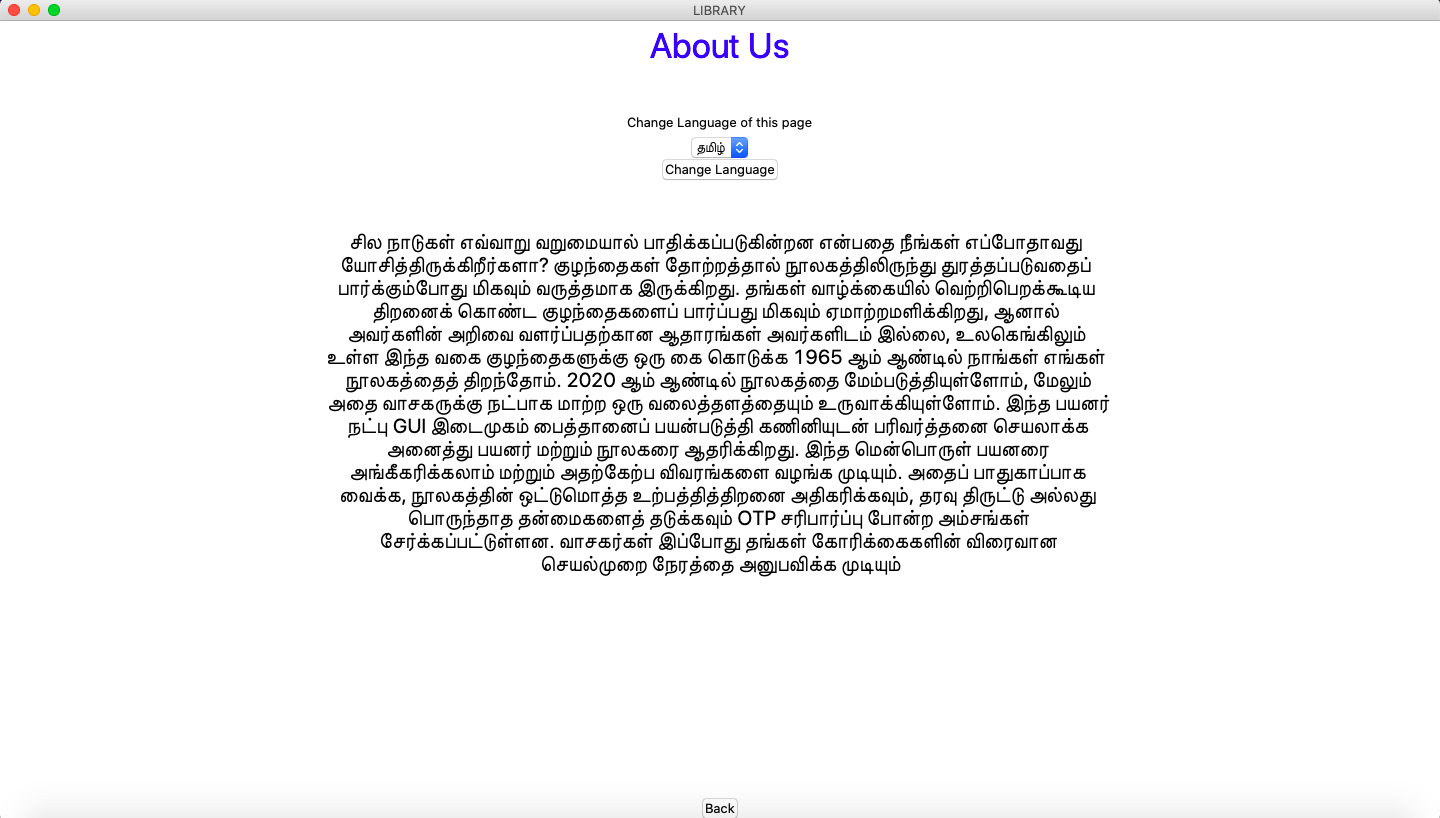 LIBRARY
About Us
Change Language of this page
தமிழ்
Change Language
சில நாடுகள் எவ்வாறு வறுமையால் பாதிக்கப்படுகின்றன என்பதை நீங்கள் எப்போதாவது
யோசித்திருக்கிறீர்களா? குழந்தைகள் தோற்றத்தால் நூலகத்திலிருந்து துரத்தப்படுவதைப்
பார்க்கும்போது மிகவும் வருத்தமாக இருக்கிறது. தங்கள் வாழ்க்கையில் வெற்றிபெறக்கூடிய
திறனைக் கொண்ட குழந்தைகளைப் பார்ப்பது மிகவும் ஏமாற்றமளிக்கிறது, ஆனால்
அவர்களின் அறிவை வளர்ப்பதற்கான ஆதாரங்கள் அவர்களிடம் இல்லை, உலகெங்கிலும்
உள்ள இந்த வகை குழந்தைகளுக்கு ஒரு கை கொடுக்க 1965 ஆம் ஆண்டில் நாங்கள் எங்கள்
நூலகத்தைத் திறந்தோம். 2020 ஆம் ஆண்டில் நூலகத்தை மேம்படுத்தியுள்ளோம், மேலும்
அதை வாசகருக்கு நட்பாக மாற்ற ஒரு வலைத்தளத்தையும் உருவாக்கியுள்ளோம். இந்த பயனர்
நட்பு GUI இடைமுகம் பைத்தானைப் பயன்படுத்தி கணினியுடன் பரிவர்த்தனை செயலாக்க
அனைத்து பயனர் மற்றும் நூலகரை ஆதரிக்கிறது. இந்த மென்பொருள் பயனரை
அங்கீகரிக்கலாம் மற்றும் அதற்கேற்ப விவரங்களை வழங்க முடியும். அதைப் பாதுகாப்பாக
வைக்க, நூலகத்தின் ஒட்டுமொத்த உற்பத்தித்திறனை அதிகரிக்கவும், தரவு திருட்டு அல்லது
பொருந்தாத தன்மைகளைத் தடுக்கவும் OTP சரிபார்ப்பு போன்ற அம்சங்கள்
சேர்க்கப்பட்டுள்ளன. வாசகர்கள் இப்போது தங்கள் கோரிக்கைகளின் விரைவான
செயல்முறை நேரத்தை அனுபவிக்க முடியும்
Back